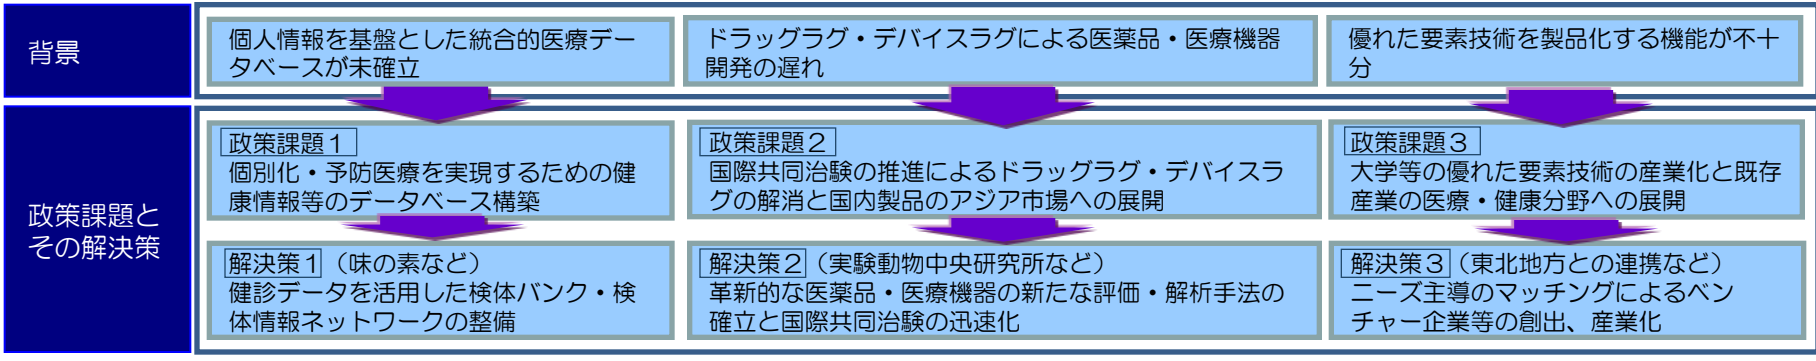 背景
個人情報を基盤とした統合的医療デー
タベースが未確立
ドラッグラグ・デバイスラグによる医薬品・医療機器
開発の遅れ
優れた要素技術を製品化する機能が不十
分
政策課題と
その解決策
政策課題１
個別化・予防医療を実現するための健
康情報等のデータベース構築
政策課題２
国際共同治験の推進によるドラッグラグ・デバイスラ
グの解消と国内製品のアジア市場への展開
政策課題３
大学等の優れた要素技術の産業化と既存
産業の医療・健康分野への展開
解決策１（味の素など）
健診データを活用した検体バンク・検
体情報ネットワークの整備
解決策２（実験動物中央研究所など）
革新的な医薬品・医療機器の新たな評価・解析手法の
確立と国際共同治験の迅速化
解決策３（東北地方との連携など）
ニーズ主導のマッチングによるベン
チャー企業等の創出、産業化